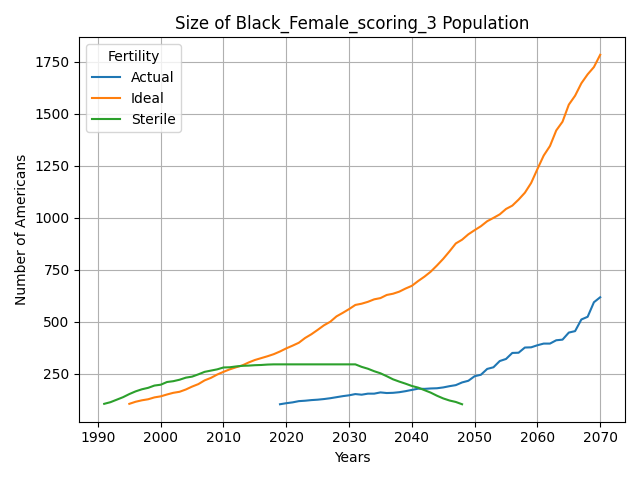 Size of Black_Female_scoring_3 Population
Fertility
Actual
Ideal
Sterile
Number of Americans
1750
1500
1250
1000
750
500
250
1990 2000 2010 2020 2030 2040 2050 2060 2070
Years